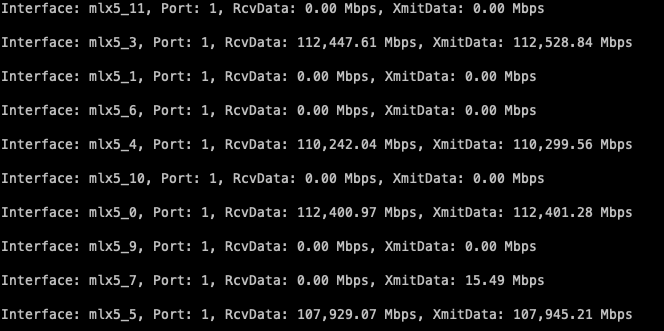 Interface: mlx5_11, Port: 1, RcvData: 0.00 Mbps, XmitData: 0.00 Mbps
Interface: mlx5_3, Port: 1, RcvData: 112,447.61 Mbps, XmitData: 112,528.84 Mbps
Interface: mlx5_1, Port: 1, RcvData: 0.00 Mbps, XmitData: 0.00 Mbps
Interface: mlx5_6, Port: 1, RcvData: 0.00 Mbps, XmitData: 0.00 Mbps
Interface: mlx5_4, Port: 1, RcvData: 110,242.04 Mbps, XmitData: 110,299.56 Mbps
Interface: mlx5_10, Port: 1, RcvData: 0.00 Mbps, XmitData: 0.00 Mbps
Interface: mlx5_0, Port: 1, RcvData: 112,400.97 Mbps, XmitData: 112,401.28 Mbps
Interface: mlx5_9, Port: 1, RcvData: 0.00 Mbps, XmitData: 0.00 Mbps
Interface: mlx5_7, Port: 1, RcvData: 0.00 Mbps, XmitData: 15.49 Mbps
Interface: mlx5_5, Port: 1, RcvData: 107,929.07 Mbps, XmitData: 107,945.21 Mbps